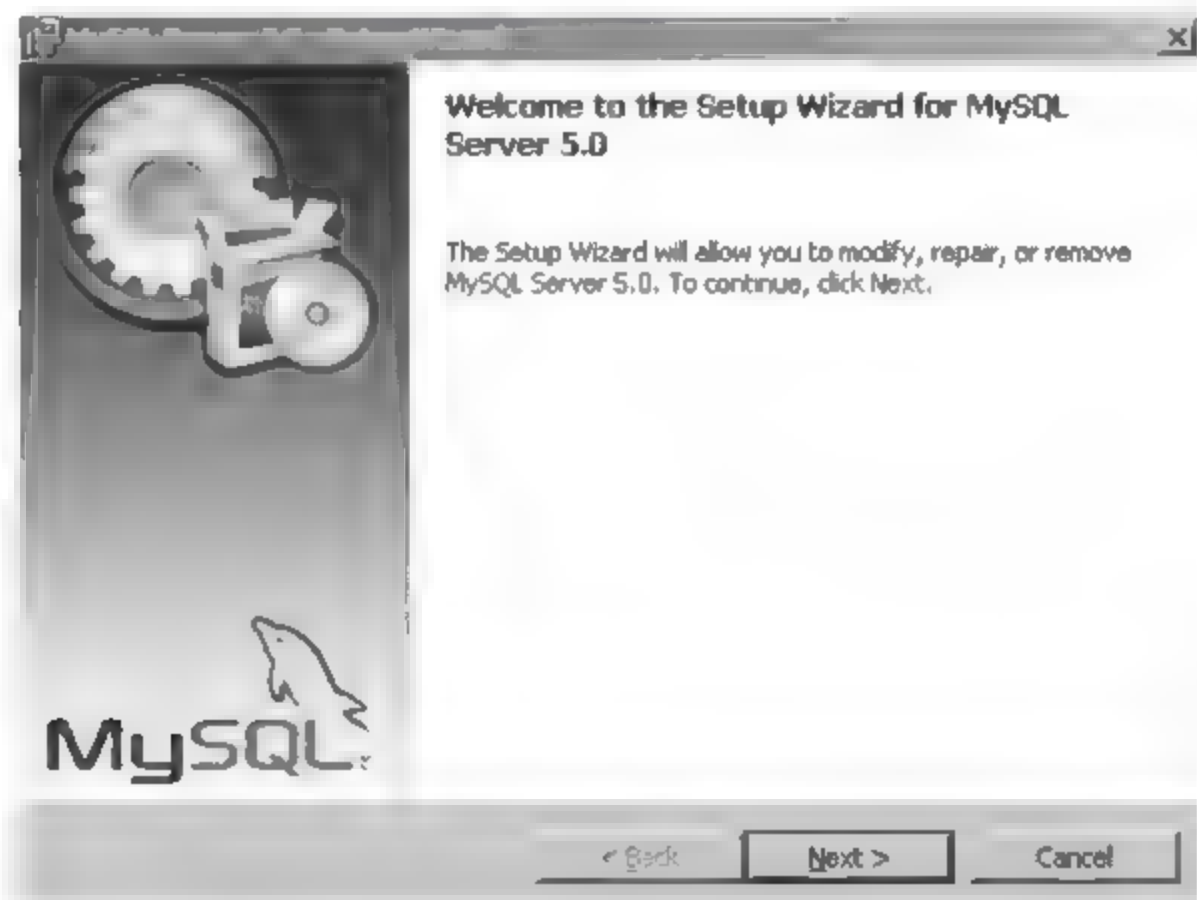 Welcome to the Setup Wizard for MySQL
Server 5.0
The Setup Wizard will allow you to modify, repair, or remove
MySQL Server 5.0. To continue, click Next.
MySQL
< Back
Next >
Cancel